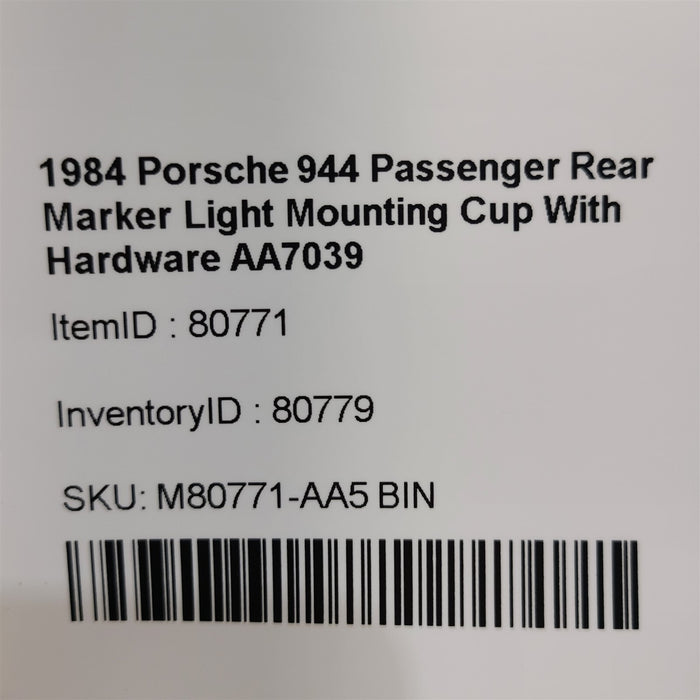 1984 Porsche 944 Passenger Rear
Marker Light Mounting Cup With
Hardware AA7039
ItemID : 80771
InventoryID : 80779
SKU: M80771-AA5 BIN